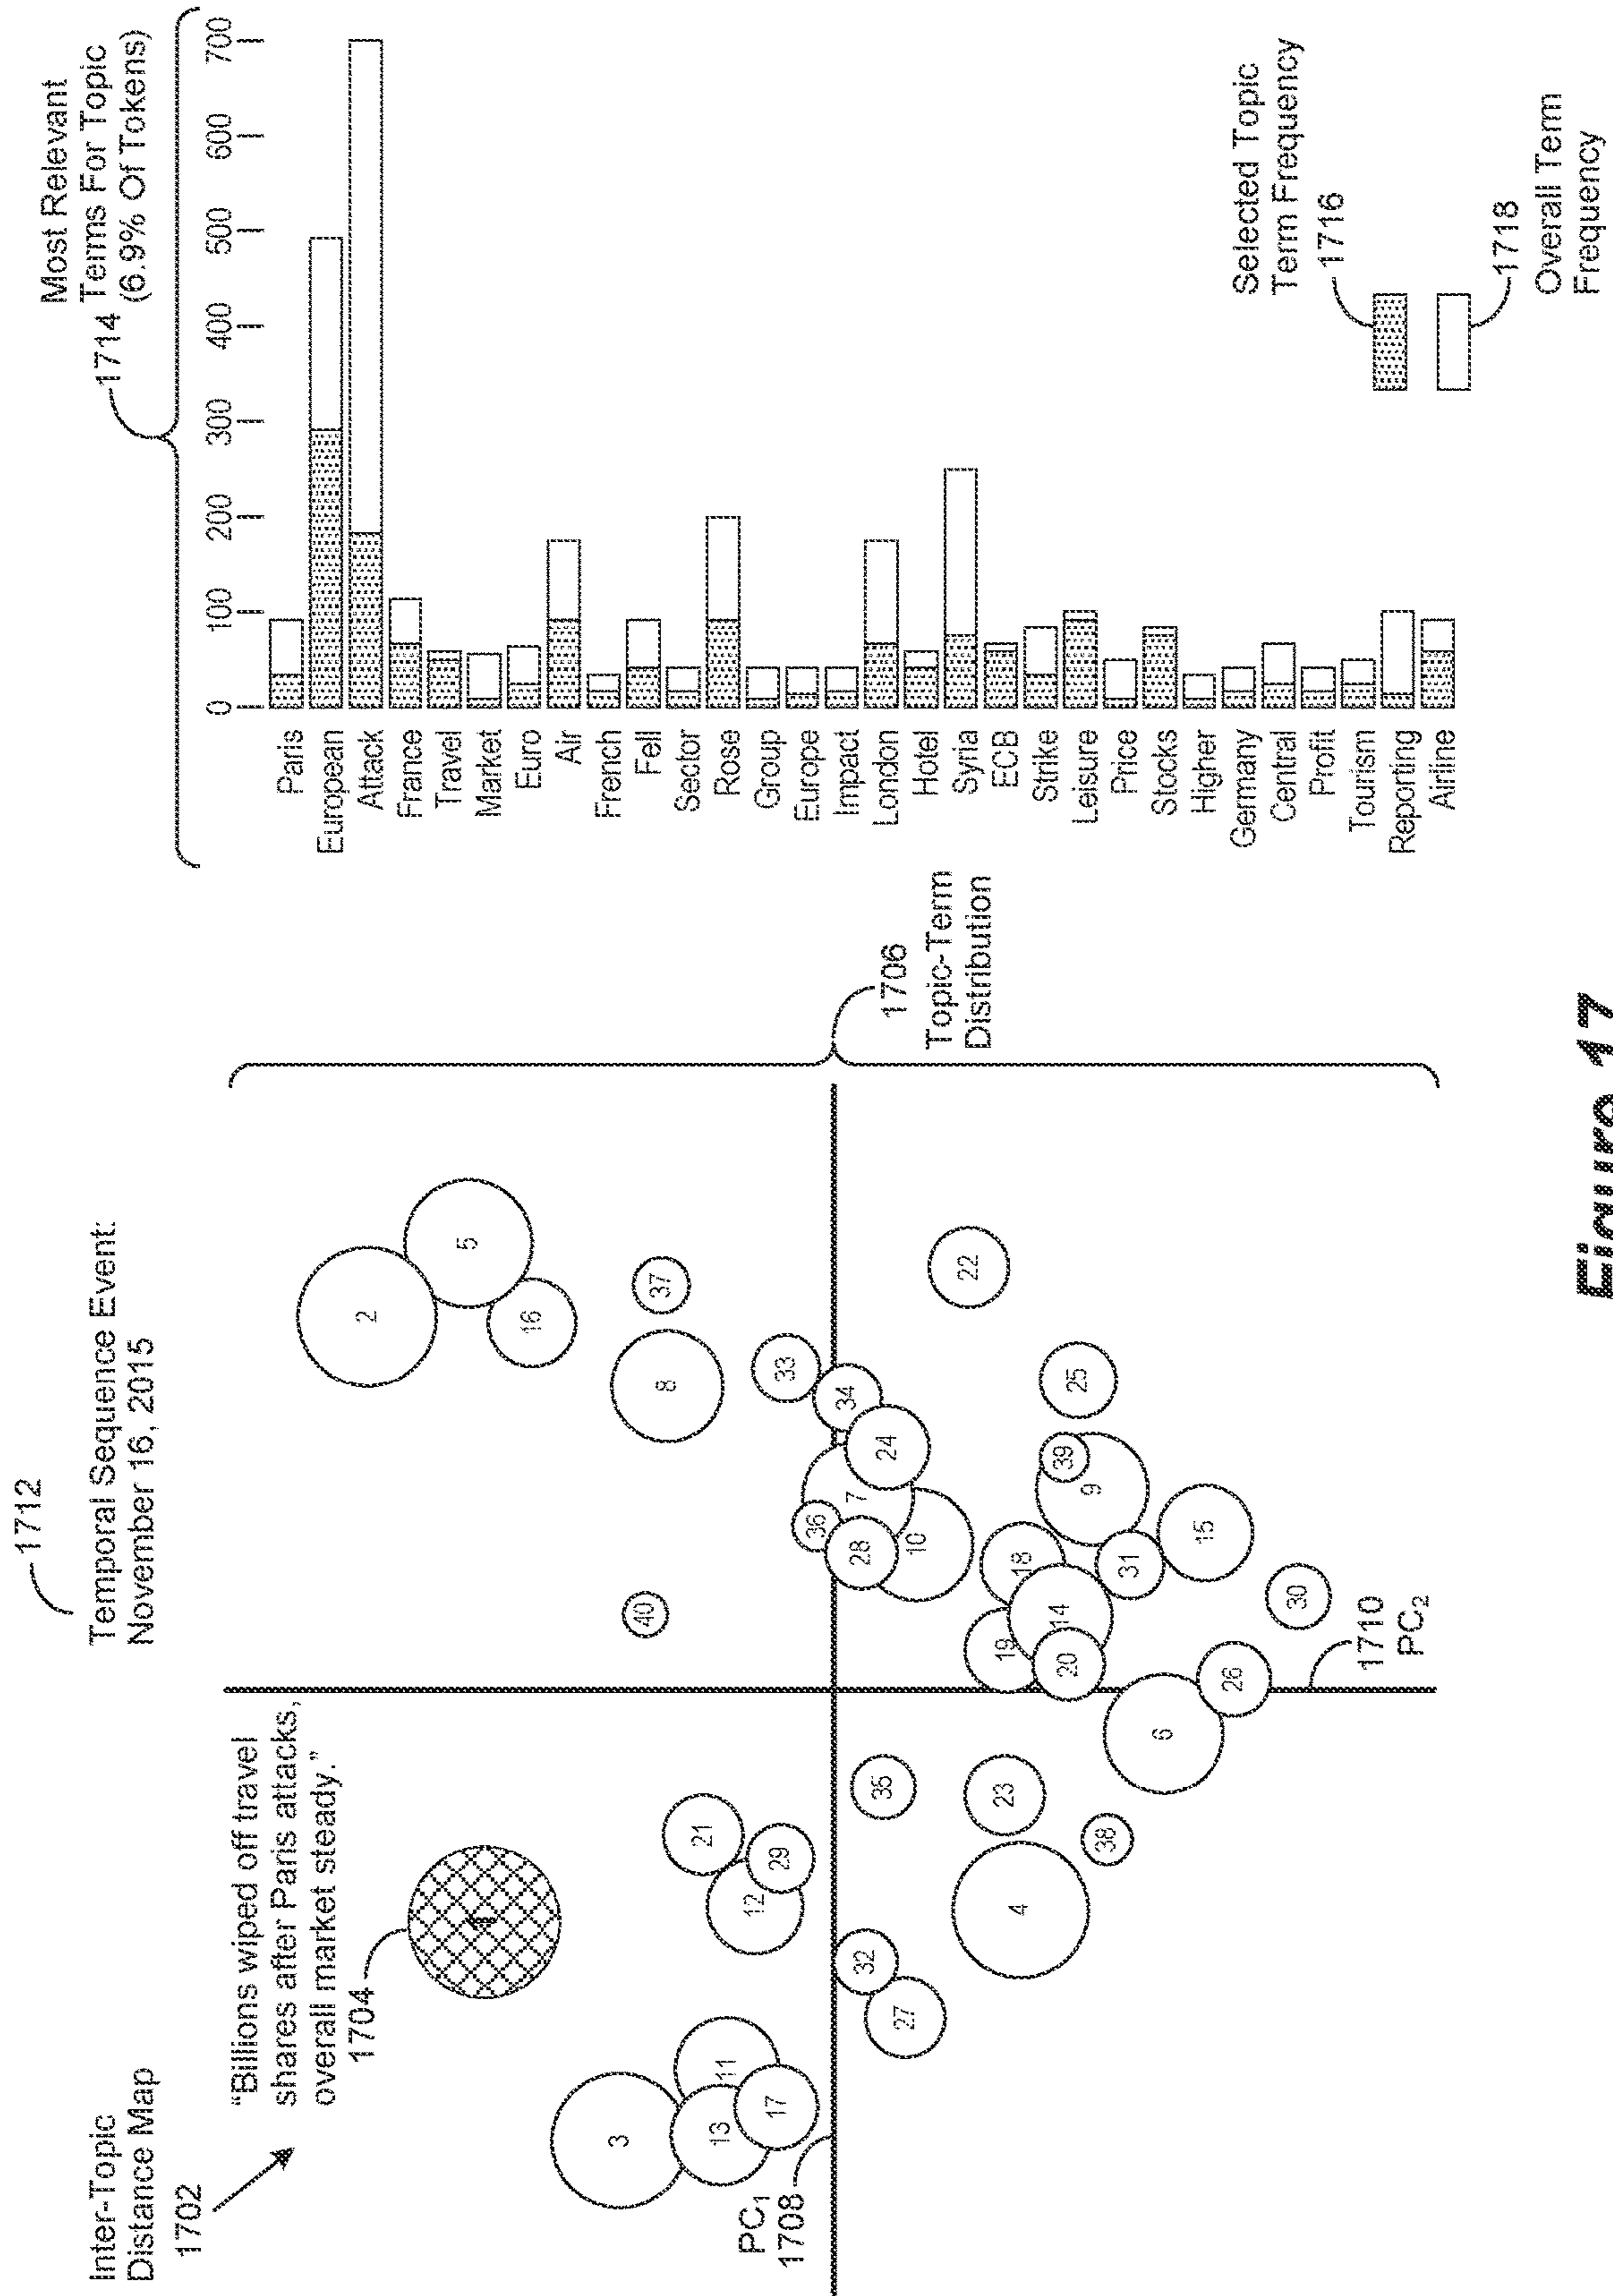 Inter-Topic
Distance Map
1702
1712
Temporal Sequence Event:
November 16, 2015
"Billions wiped off travel
shares after Paris attacks,
overall market steady."
1704
1
2
5
16
37
8
40
33
34
24
7
36
28
10
22
25
39
9
18
14
19
20
31
15
30
26
6
21
12
29
3
11
13
17
32
27
35
23
4
38
PC1
1708
1710
PC2
1706
Topic-Term
Distribution
Most Relevant
1714 Terms For Topic
(6.9% Of Tokens)
0 100 200 300 400 500 600 700
Paris
European
Attack
France
Travel
Market
Euro
Air
French
Fell
Sector
Rose
Group
Europe
Impact
London
Hotel
Syria
ECB
Strike
Leisure
Price
Stocks
Higher
Germany
Central
Profit
Tourism
Reporting
Airline
Selected Topic
Term Frequency
1716
1718
Overall Term
Frequency
Figure 17